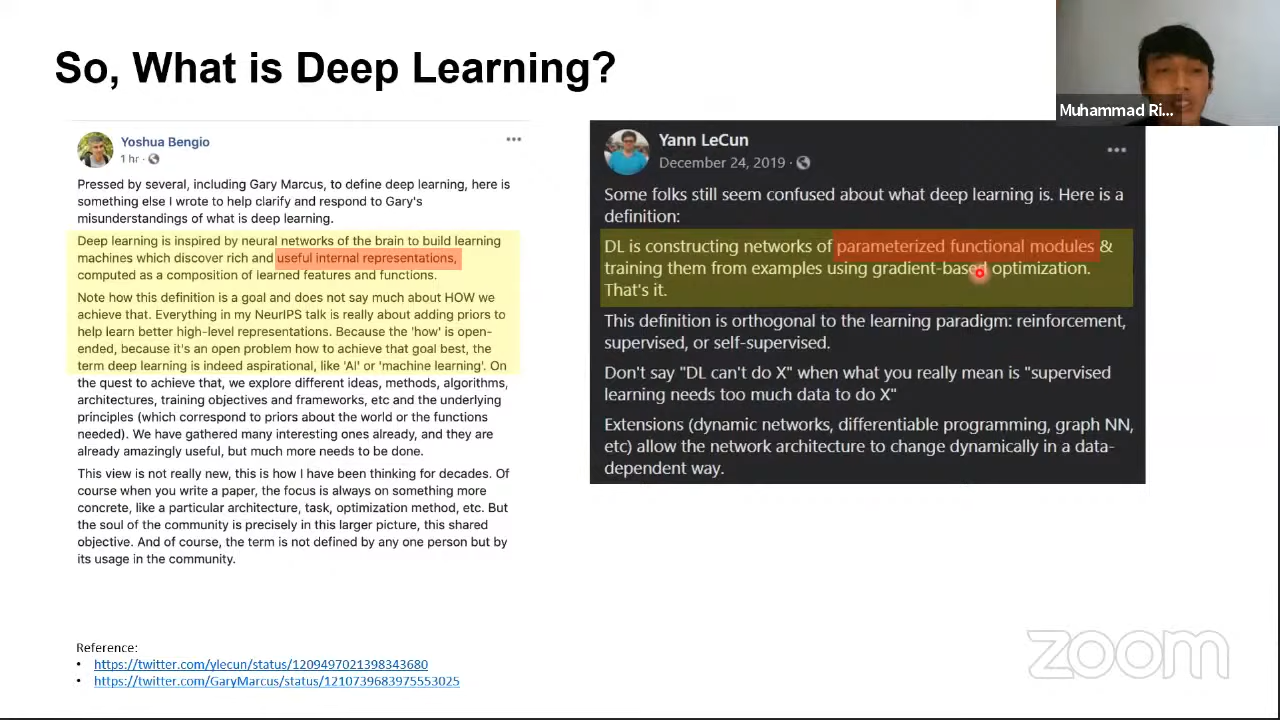 So, What is Deep Learning?
Muhammad Ri...
Yoshua Bengio
1 hr ·
Pressed by several, including Gary Marcus, to define deep learning, here is
something else I wrote to help clarify and respond to Gary's
misunderstandings of what is deep learning.
Deep learning is inspired by neural networks of the brain to build learning
machines which discover rich and useful internal representations,
computed as a composition of learned features and functions.
Note how this definition is a goal and does not say much about HOW we
achieve that. Everything in my NeurIPS talk is really about adding priors to
help learn better high-level representations. Because the 'how' is open-
ended, because it's an open problem how to achieve that goal best, the
term deep learning is indeed aspirational, like 'AI' or 'machine learning'. On
the quest to achieve that, we explore different ideas, methods, algorithms,
architectures, training objectives and frameworks, etc and the underlying
principles (which correspond to priors about the world or the functions
needed). We have gathered many interesting ones already, and they are
already amazingly useful, but much more needs to be done.
This view is not really new, this is how I have been thinking for decades. Of
course when you write a paper, the focus is always on something more
concrete, like a particular architecture, task, optimization method, etc. But
the soul of the community is precisely in this larger picture, this shared
objective. And of course, the term is not defined by any one person but by
its usage in the community.
Yann LeCun
December 24, 2019 ·
Some folks still seem confused about what deep learning is. Here is a
definition:
DL is constructing networks of parameterized functional modules &
training them from examples using gradient-based optimization.
That's it.
This definition is orthogonal to the learning paradigm: reinforcement,
supervised, or self-supervised.
Don't say "DL can't do X" when what you really mean is "supervised
learning needs too much data to do X"
Extensions (dynamic networks, differentiable programming, graph NN,
etc) allow the network architecture to change dynamically in a data-
dependent way.
Reference:
• https://twitter.com/ylecun/status/1209497021398343680
• https://twitter.com/GaryMarcus/status/1210739683975553025
zoom